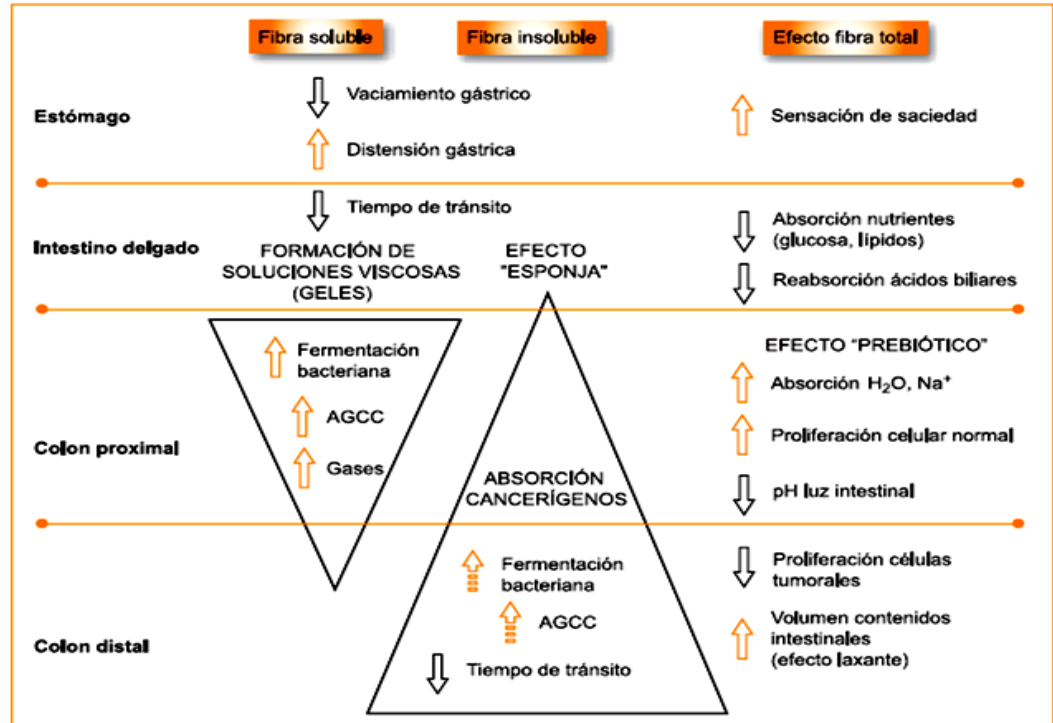 Fibra soluble
Fibra insoluble
Efecto fibra total
Estómago
Vaciamiento gástrico
Distensión gástrica
Sensación de saciedad
Intestino delgado
Tiempo de tránsito
FORMACIÓN DE
SOLUCIONES VISCOSAS
(GELES)
EFECTO
"ESPONJA"
Absorción nutrientes
(glucosa, lípidos)
Reabsorción ácidos biliares
Colon proximal
Fermentación
bacteriana
AGCC
Gases
ABSORCIÓN
CANCERÍGENOS
EFECTO "PREBIÓTICO"
Absorción H₂O, Na⁺
Proliferación celular normal
pH luz intestinal
Colon distal
Fermentación
bacteriana
AGCC
Tiempo de tránsito
Proliferación células
tumorales
Volumen contenidos
intestinales
(efecto laxante)